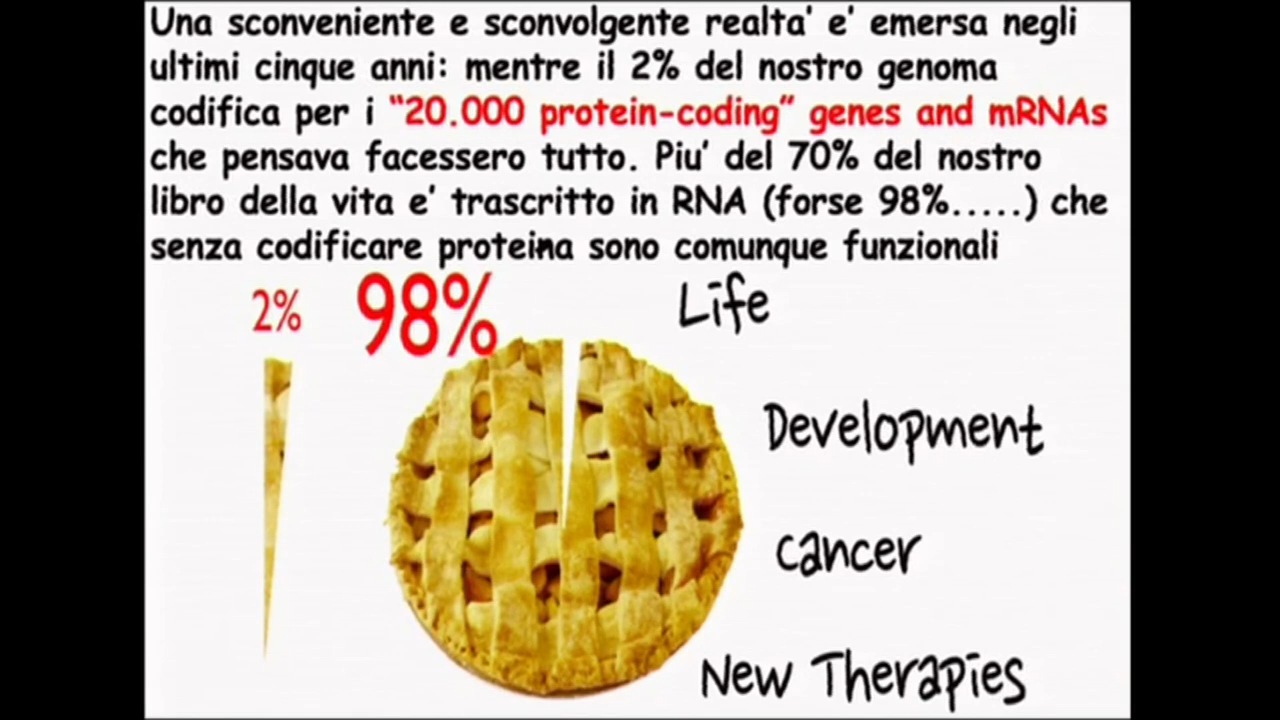 Una sconveniente e sconvolgente realta' e' emersa negli
ultimi cinque anni: mentre il 2% del nostro genoma
codifica per i "20.000 protein-coding" genes and mRNAs
che pensava facessero tutto. Piu' del 70% del nostro
libro della vita e' trascritto in RNA (forse 98%.....) che
senza codificare proteina sono comunque funzionali
2% 98%
Life
Development
cancer
New Therapies